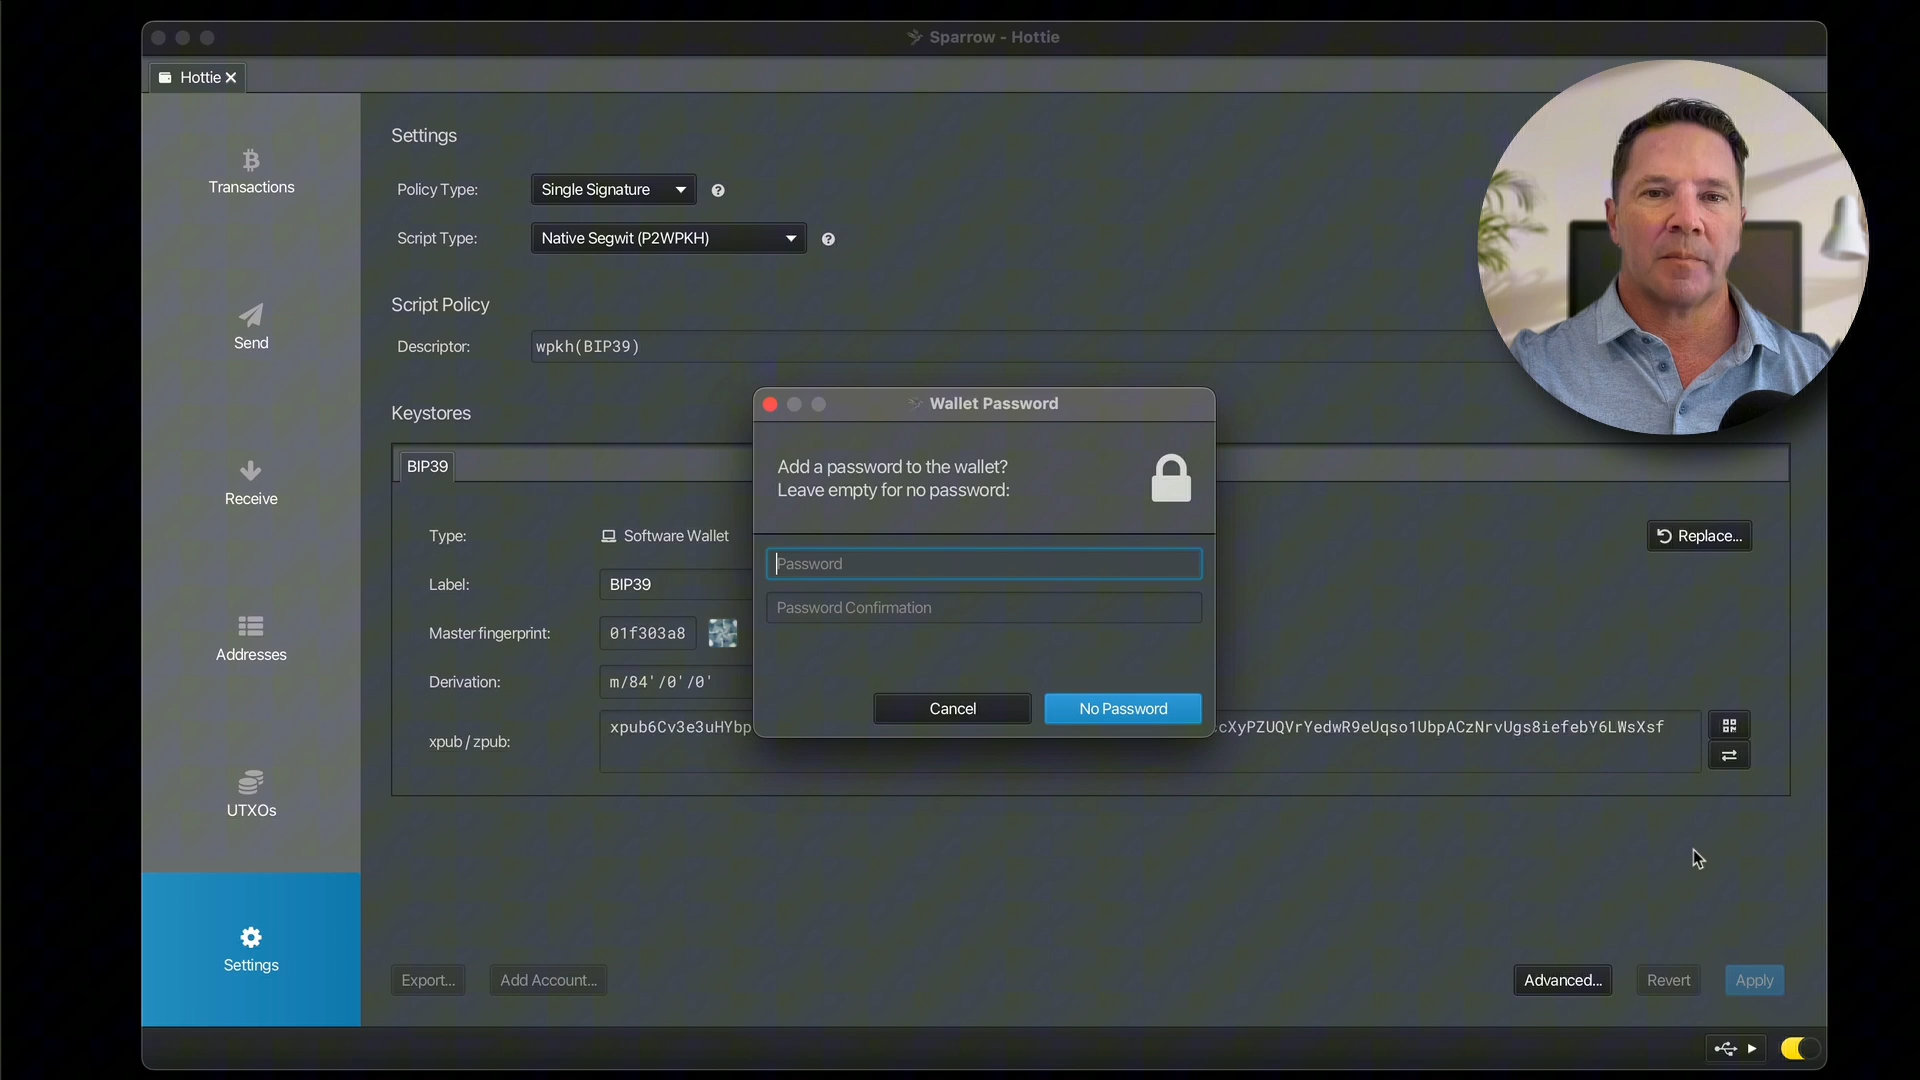 Sparrow - Hottie
Hottie
Transactions
Send
Receive
Addresses
UTXOs
Settings
Settings
Policy Type:
Single Signature
Script Type:
Native Segwit (P2WPKH)
Script Policy
Descriptor:
wpkh(BIP39)
Keystores
BIP39
Type:
Software Wallet
Replace...
Label:
BIP39
Master fingerprint:
01f303a8
Derivation:
m/84'/0'/0'
xpub / zpub:
xpub6Cv3e3uHYbp
cXyPZUQVrYedwR9eUqso1UbpACzNrvUgs8iefebY6LWsXsf
Wallet Password
Add a password to the wallet?
Leave empty for no password:
Password
Password Confirmation
Cancel
No Password
Export...
Add Account...
Advanced...
Revert
Apply